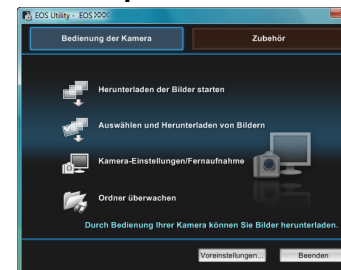 EOS Utility - EOS XXX
Bedienung der Kamera
Zubehör
Herunterladen der Bilder starten
Auswählen und Herunterladen von Bildern
Kamera-Einstellungen/Fernaufnahme
Ordner überwachen
Durch Bedienung Ihrer Kamera können Sie Bilder herunterladen.
Voreinstellungen...
Beenden